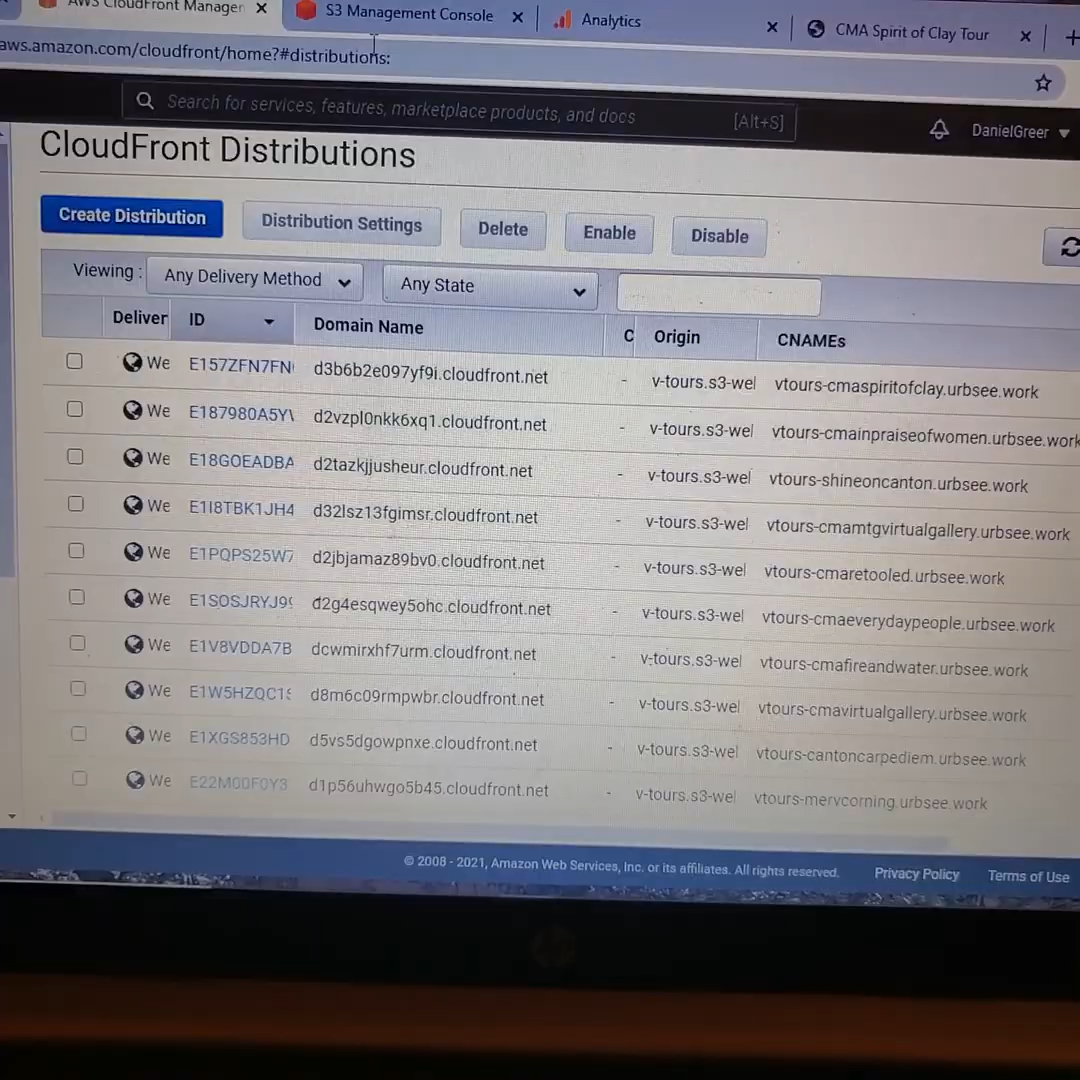 AWS CloudFront Manager
S3 Management Console
Analytics
CMA Spirit of Clay Tour
aws.amazon.com/cloudfront/home?#distributions:
Search for services, features, marketplace products, and docs [Alt+S]
DanielGreer
CloudFront Distributions
Create Distribution Distribution Settings Delete Enable Disable
Viewing : Any Delivery Method Any State
Deliver ID Domain Name C Origin CNAMEs
We E157ZFN7FN d3b6b2e097yf9i.cloudfront.net - v-tours.s3-wel vtours-cmaspiritofclay.urbsee.work
We E187980A5Y d2vzpl0nkk6xq1.cloudfront.net - v-tours.s3-wel vtours-cmainpraiseofwomen.urbsee.work
We E18GOEADBA d2tazkjjusheur.cloudfront.net - v-tours.s3-wel vtours-shineoncanton.urbsee.work
We E1I8TBK1JH4 d32lsz13fgimsr.cloudfront.net - v-tours.s3-wel vtours-cmamtgvirtualgallery.urbsee.work
We E1PQPS25W7 d2jbjamaz89bv0.cloudfront.net - v-tours.s3-wel vtours-cmaretooled.urbsee.work
We E1SOSJRYJ9 d2g4esqwey5ohc.cloudfront.net - v-tours.s3-wel vtours-cmaeverydaypeople.urbsee.work
We E1V8VDDA7B dcwmirxhf7urm.cloudfront.net - v-tours.s3-wel vtours-cmafireandwater.urbsee.work
We E1W5HZQC1S d8m6c09rmpwbr.cloudfront.net - v-tours.s3-wel vtours-cmavirtualgallery.urbsee.work
We E1XGS853HD d5vs5dgowpnxe.cloudfront.net - v-tours.s3-wel vtours-cantoncarpediem.urbsee.work
We E22M00F0Y3 d1p56uhwgo5b45.cloudfront.net - v-tours.s3-wel vtours-mervcorning.urbsee.work
© 2008 - 2021, Amazon Web Services, Inc. or its affiliates. All rights reserved. Privacy Policy Terms of Use